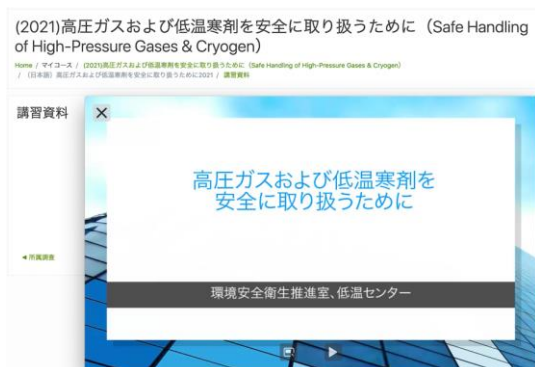 (2021)高圧ガスおよび低温寒剤を安全に取り扱うために（Safe Handling
of High-Pressure Gases & Cryogen）
Home / マイコース / (2021)高圧ガスおよび低温寒剤を安全に取り扱うために（Safe Handling of High-Pressure Gases & Cryogen）
/ （日本語）高圧ガスおよび低温寒剤を安全に取り扱うために2021 / 講習資料
講習資料
高圧ガスおよび低温寒剤を
安全に取り扱うために
◄所属調査
環境安全衛生推進室、低温センター